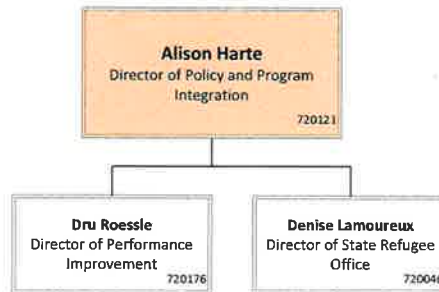 Alison Harte
Director of Policy and Program
Integration
720121
Dru Roessle
Director of Performance
Improvement
720176
Denise Lamoureux
Director of State Refugee
Office
720046